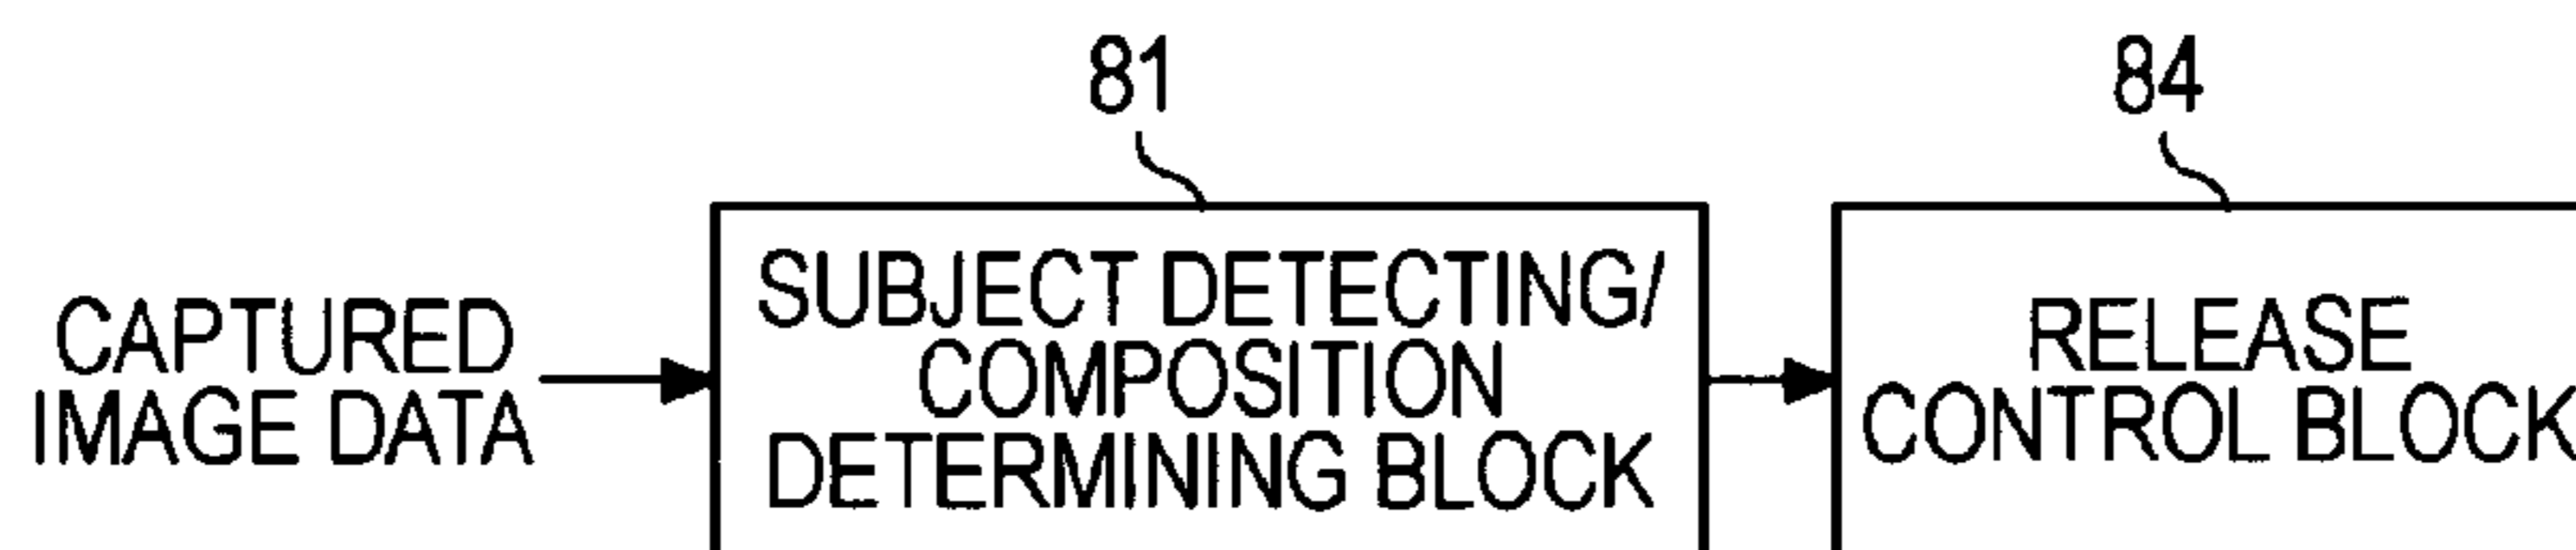 81
84
CAPTURED
IMAGE DATA
SUBJECT DETECTING/
COMPOSITION
DETERMINING BLOCK
RELEASE
CONTROL BLOCK